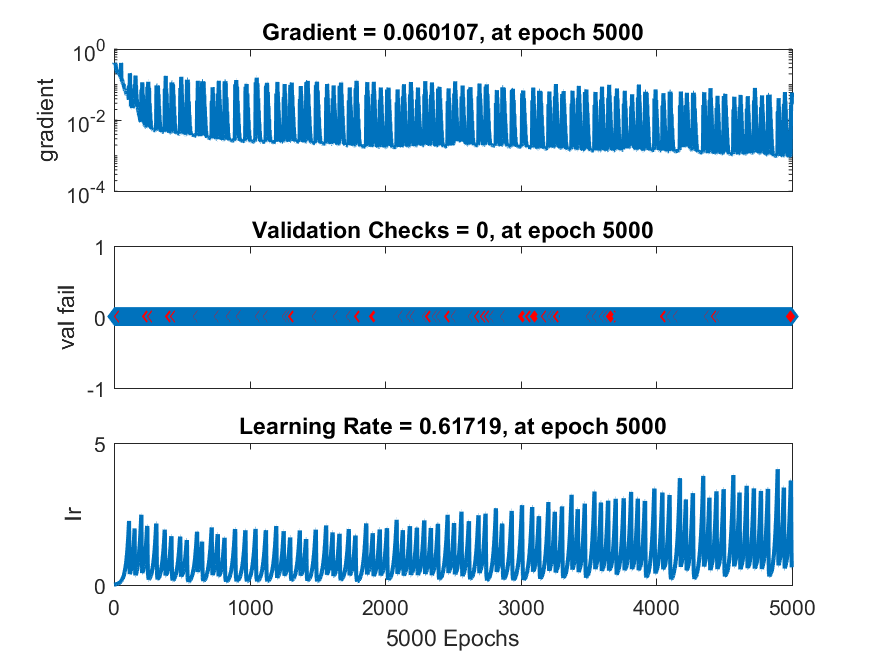 Gradient = 0.060107, at epoch 5000
10^0
10^-2
10^-4
gradient
Validation Checks = 0, at epoch 5000
1
0
-1
val fail
Learning Rate = 0.61719, at epoch 5000
5
0
lr
0 1000 2000 3000 4000 5000
5000 Epochs